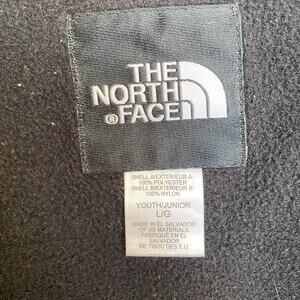 THE
NORTH
FACE
SHELL A/EXTERIEUR A:
100% POLYESTER
SHELL B/EXTERIEUR B:
100% NYLON
YOUTH/JUNIOR
L/G
MADE IN EL SALVADOR
OF US MATERIALS
FABRIQUÉ EN EL SALVADOR
DE TISSU DES E.U.